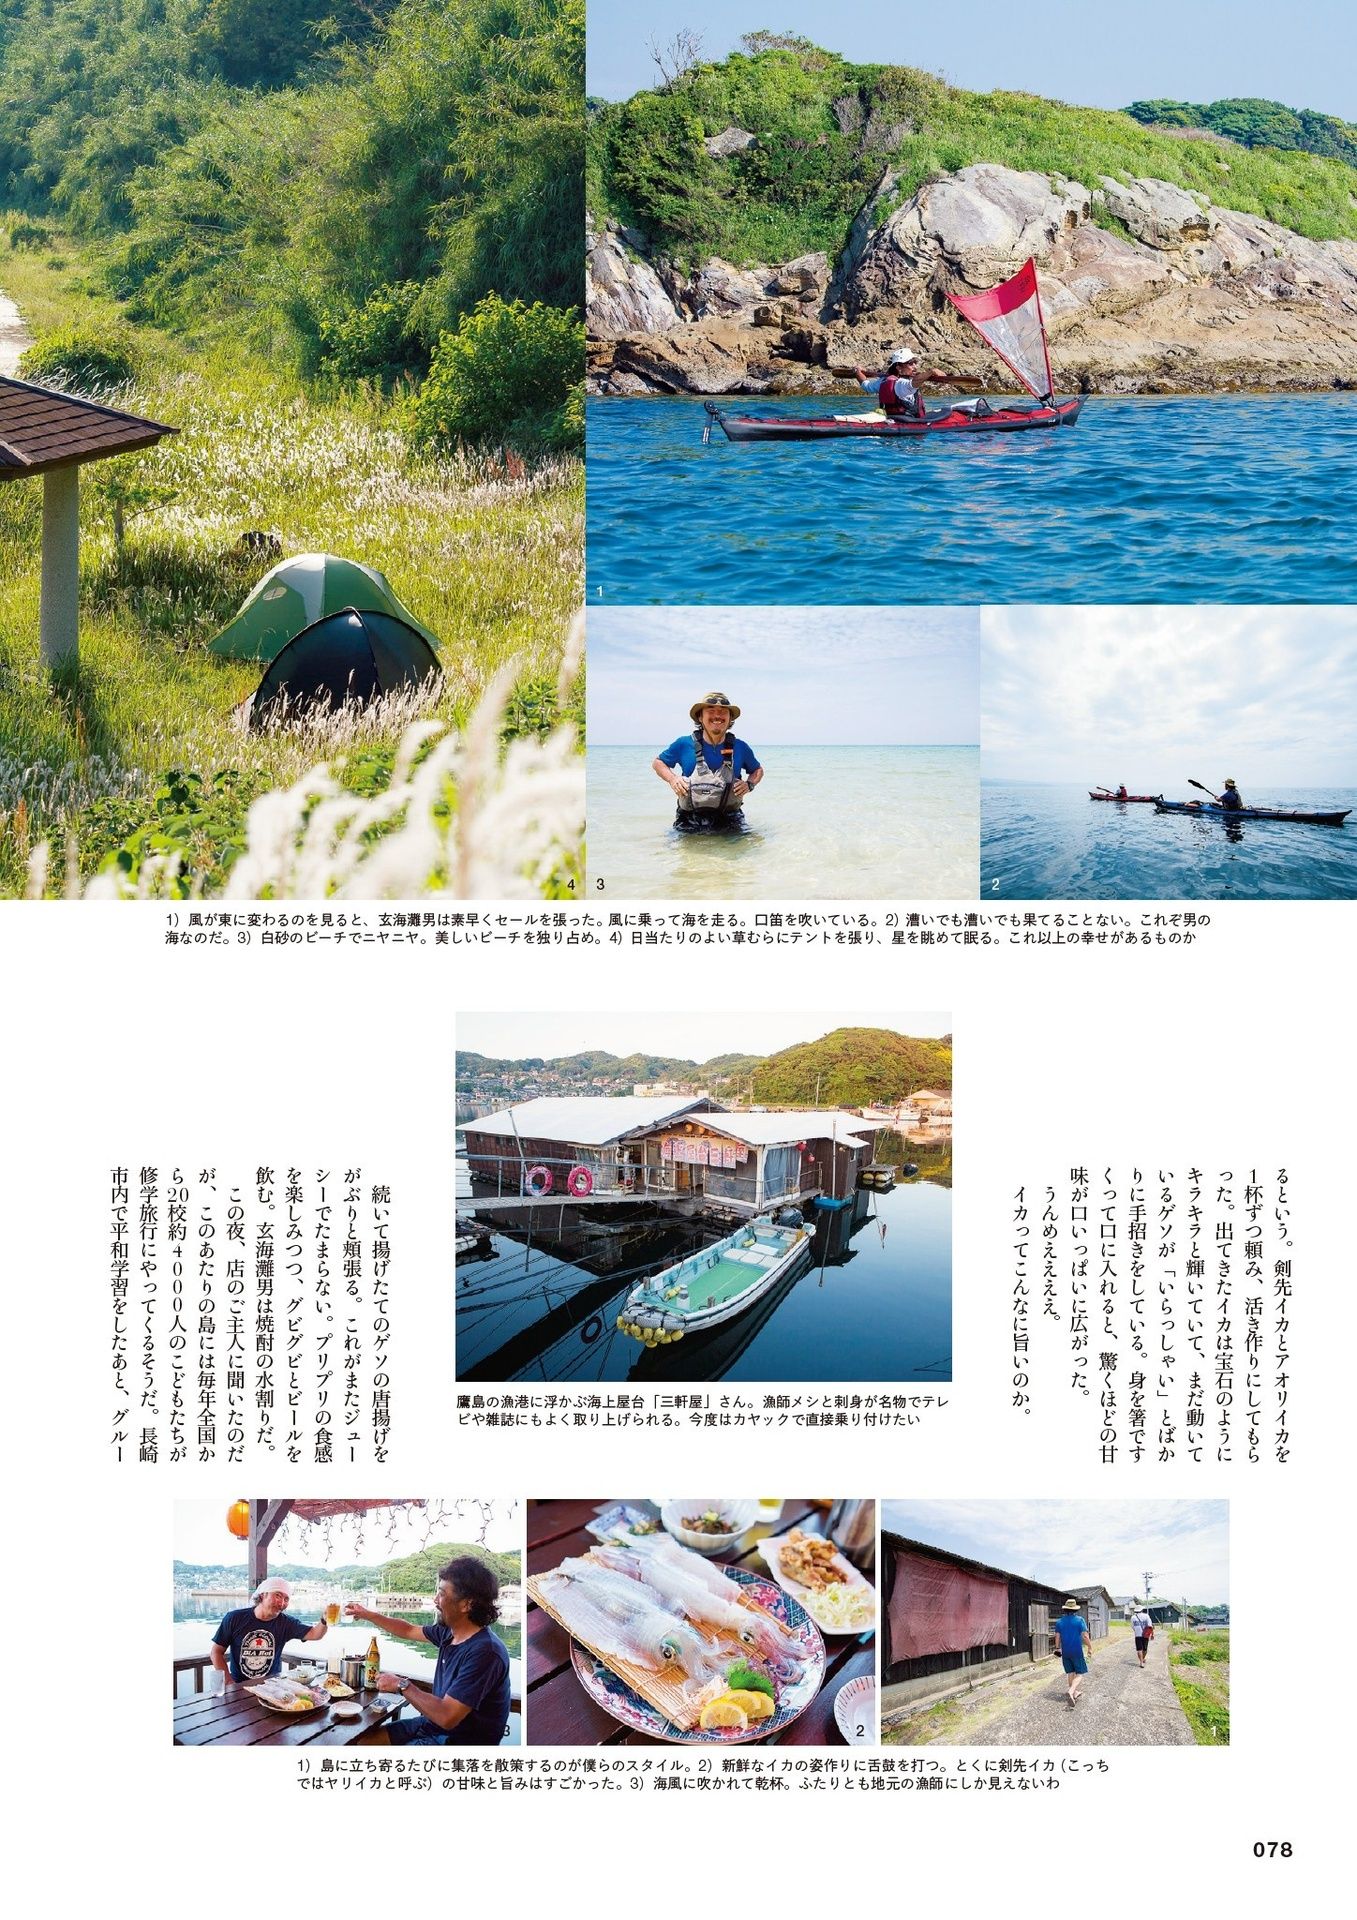 1
3
2
4
1）風が東に変わるのを見ると、玄海灘男は素早くセールを張った。風に乗って海を走る。口笛を吹いている。2）漕いでも漕いでも果てることない。これぞ男の
海なのだ。3）白砂のビーチでニヤニヤ。美しいビーチを独り占め。4）日当たりのよい草むらにテントを張り、星を眺めて眠る。これ以上の幸せがあるものか
るという。剣先イカとアオリイカを
1杯ずつ頼み、活き作りにしてもら
った。出てきたイカは宝石のように
キラキラと輝いていて、まだ動いて
いるゲソが「いらっしゃい」とばか
りに手招きをしている。身を箸です
くって口に入れると、驚くほどの甘
味が口いっぱいに広がった。
うんめええええ。
イカってこんなに旨いのか。
鷹島の漁港に浮かぶ海上屋台「三軒屋」さん。漁師メシと刺身が名物でテレ
ビや雑誌にもよく取り上げられる。今度はカヤックで直接乗り付けたい
続いて揚げたてのゲソの唐揚げを
がぶりと頬張る。これがまたジュー
シーでたまらない。プリプリの食感
を楽しみつつ、グビグビとビールを
飲む。玄海灘男は焼酎の水割りだ。
この夜、店のご主人に聞いたのだ
が、このあたりの島には毎年全国か
ら20校約4000人のこどもたちが
修学旅行にやってくるそうだ。長崎
市内で平和学習をしたあと、グルー
3
2
1
1）島に立ち寄るたびに集落を散策するのが僕らのスタイル。2）新鮮なイカの姿作りに舌鼓を打つ。とくに剣先イカ（こっち
ではヤリイカと呼ぶ）の甘味と旨みはすごかった。3）海風に吹かれて乾杯。ふたりとも地元の漁師にしか見えないわ
078